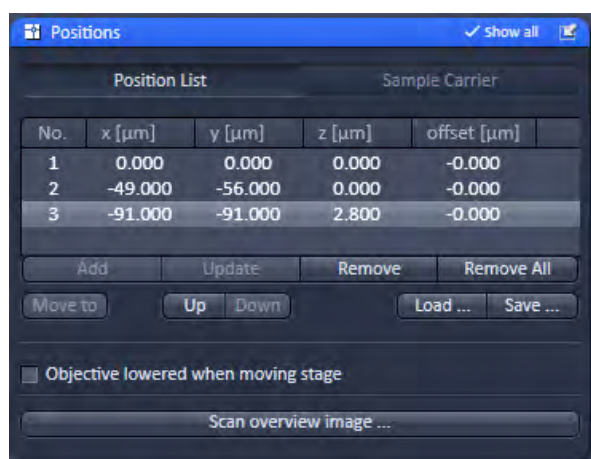 Positions Show all
Position List Sample Carrier
No. x [µm] y [µm] z [µm] offset [µm]
1 0.000 0.000 0.000 -0.000
2 -49.000 -56.000 0.000 -0.000
3 -91.000 -91.000 2.800 -0.000
Add Update Remove Remove All
Move to Up Down Load ... Save ...
Objective lowered when moving stage
Scan overview image ...